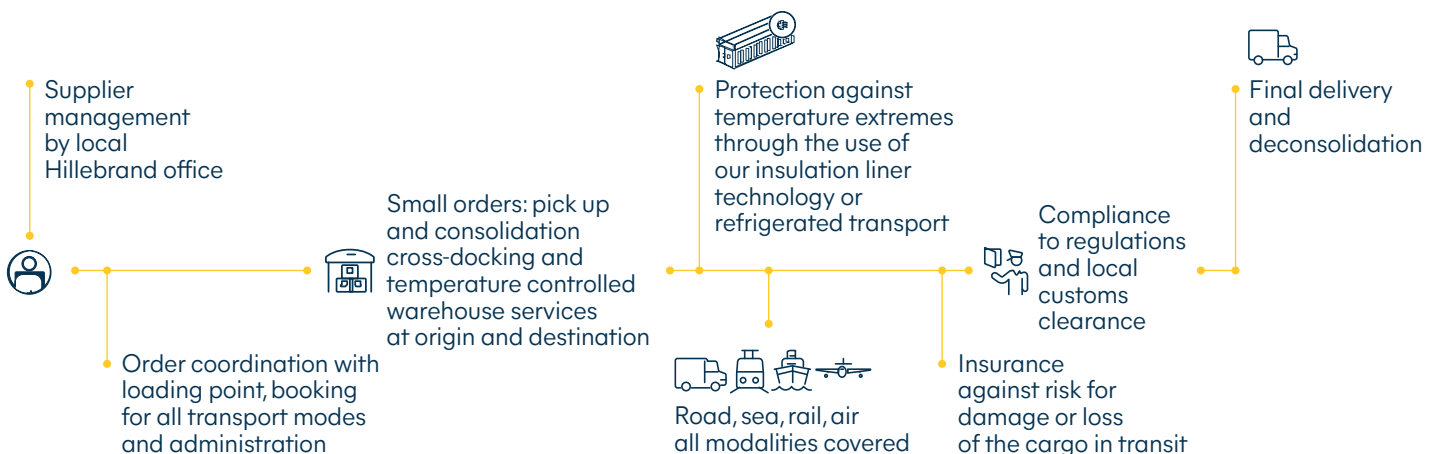 Supplier
management
by local
Hillebrand office
Order coordination with
loading point, booking
for all transport modes
and administration
Small orders: pick up
and consolidation
cross-docking and
temperature controlled
warehouse services
at origin and destination
Protection against
temperature extremes
through the use of
our insulation liner
technology or
refrigerated transport
Road, sea, rail, air
all modalities covered
Insurance
against risk for
damage or loss
of the cargo in transit
Compliance
to regulations
and local
customs
clearance
Final delivery
and
deconsolidation